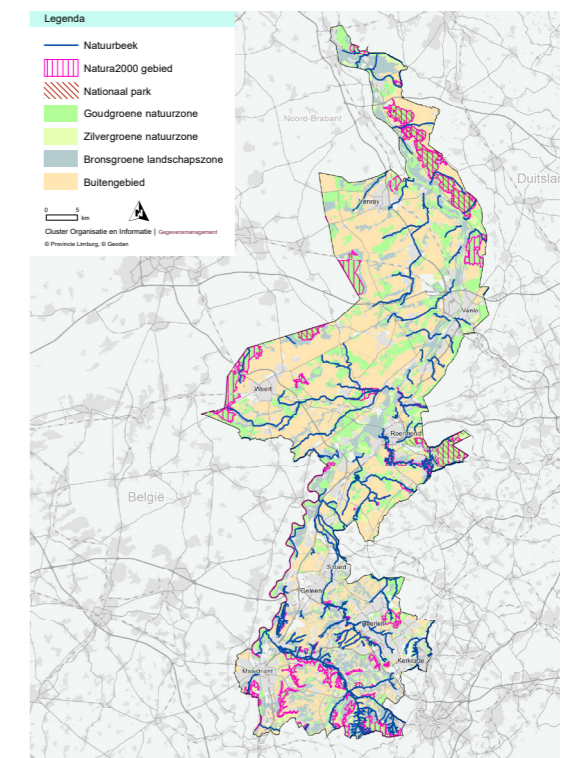 Legenda
Natuurbeek
Natura2000 gebied
Nationaal park
Goudgroene natuurzone
Zilvergroene natuurzone
Bronsgroene landschapszone
Buitengebied
0 5
km
Cluster Organisatie en Informatie | Gegevensmanagement
© Provincie Limburg, © Geodan
Noord-Brabant
Duitslan
Venray
Venlo
Weert
Roermond
België
Sittard
Geleen
Heerlen
Kerkrade
Maastricht